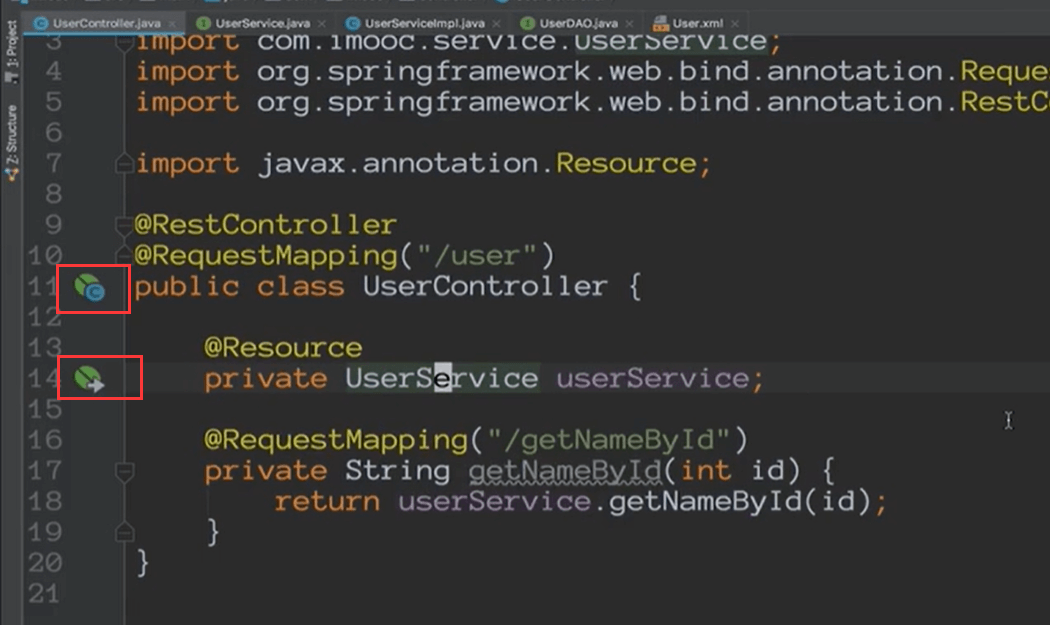 UserController.java UserService.java UserServiceImpl.java UserDAO.java User.xml
1: Project
Z: Structure
3 import com.imooc.service.UserService;
4 import org.springframework.web.bind.annotation.Reque
5 import org.springframework.web.bind.annotation.RestC
6
7 import javax.annotation.Resource;
8
9 @RestController
10 @RequestMapping("/user")
11 public class UserController {
12
13 @Resource
14 private UserService userService;
15
16 @RequestMapping("/getNameById")
17 private String getNameById(int id) {
18 return userService.getNameById(id);
19 }
20 }
21